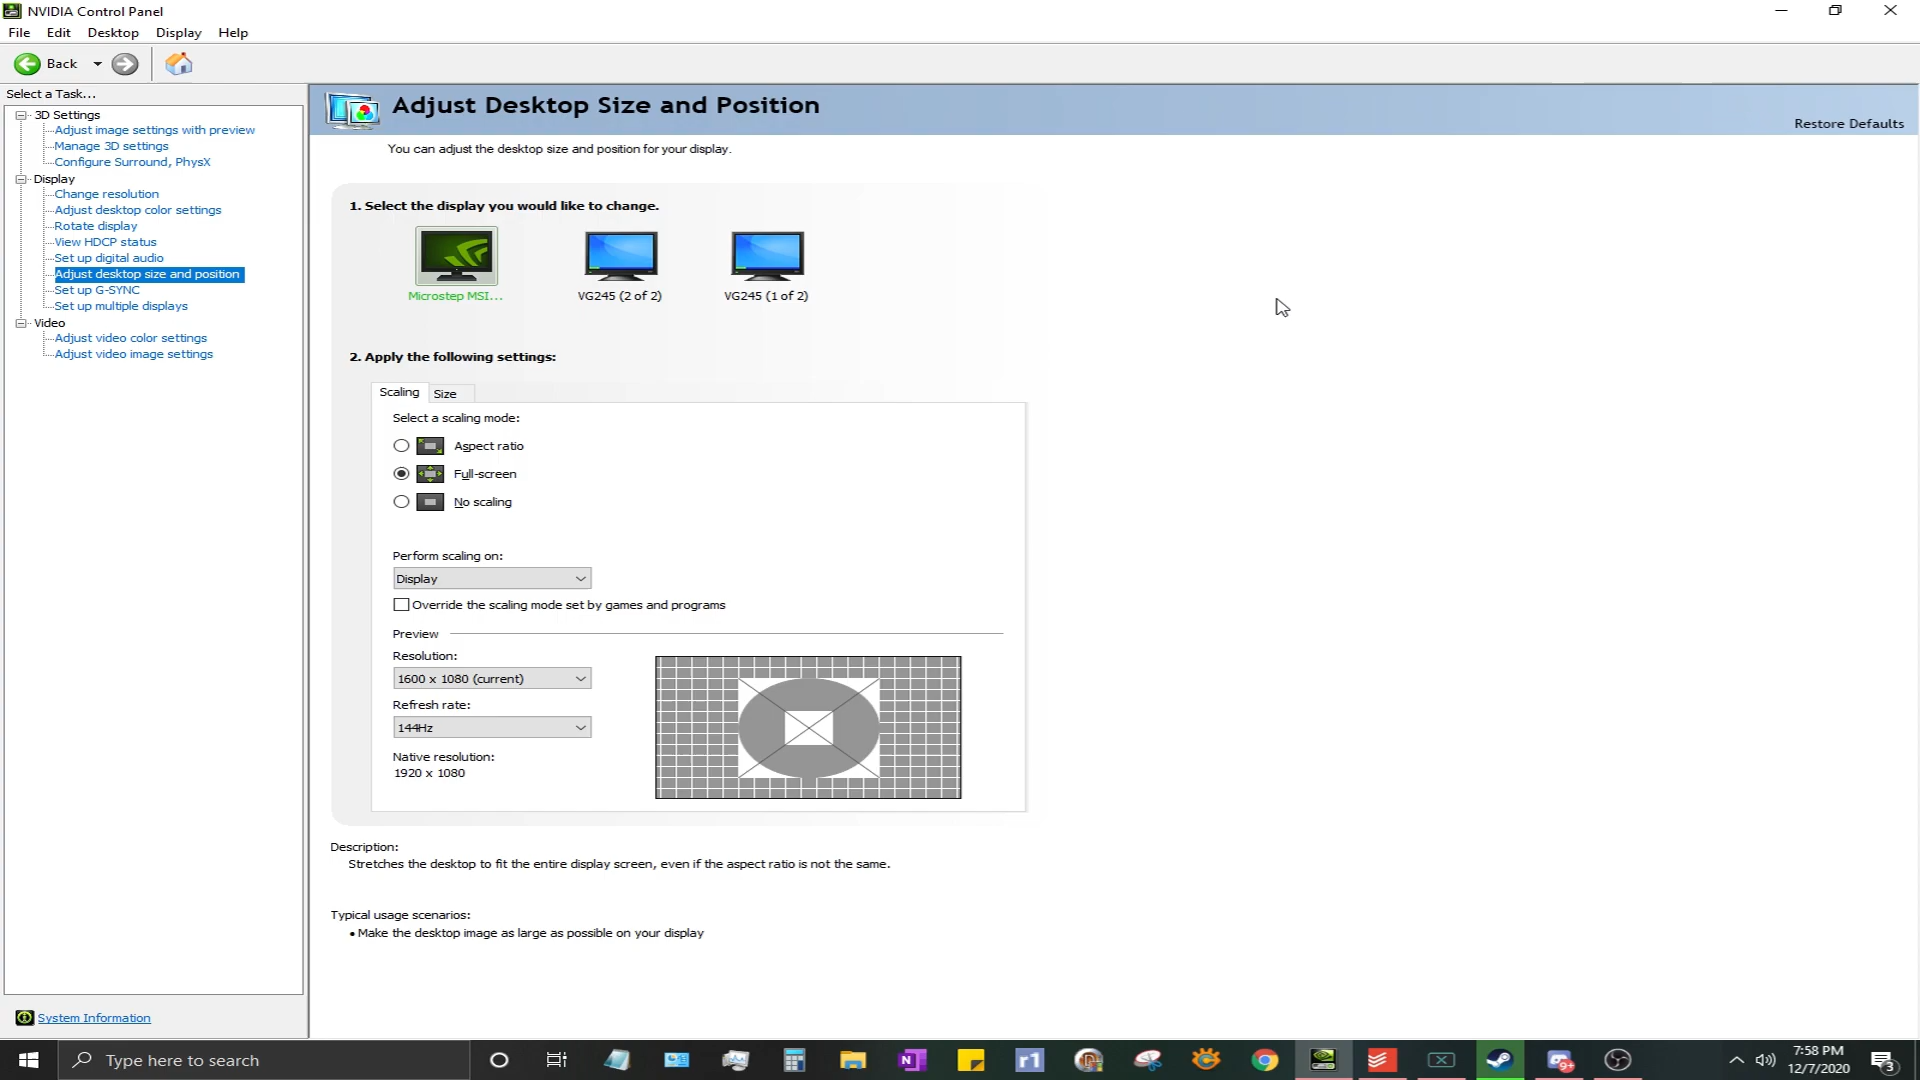 NVIDIA Control Panel
File Edit Desktop Display Help
Back
Select a Task...
3D Settings
Adjust image settings with preview
Manage 3D settings
Configure Surround, PhysX
Display
Change resolution
Adjust desktop color settings
Rotate display
View HDCP status
Set up digital audio
Adjust desktop size and position
Set up G-SYNC
Set up multiple displays
Video
Adjust video color settings
Adjust video image settings
System Information
Adjust Desktop Size and Position
Restore Defaults
You can adjust the desktop size and position for your display.
1. Select the display you would like to change.
Microstep MSI... VG245 (2 of 2) VG245 (1 of 2)
2. Apply the following settings:
Scaling Size
Select a scaling mode:
Aspect ratio
Full-screen
No scaling
Perform scaling on:
Display
Override the scaling mode set by games and programs
Preview
Resolution:
1600 x 1080 (current)
Refresh rate:
144Hz
Native resolution:
1920 x 1080
Description:
Stretches the desktop to fit the entire display screen, even if the aspect ratio is not the same.
Typical usage scenarios:
• Make the desktop image as large as possible on your display
Type here to search
N
r1
9+
7:58 PM
12/7/2020
3